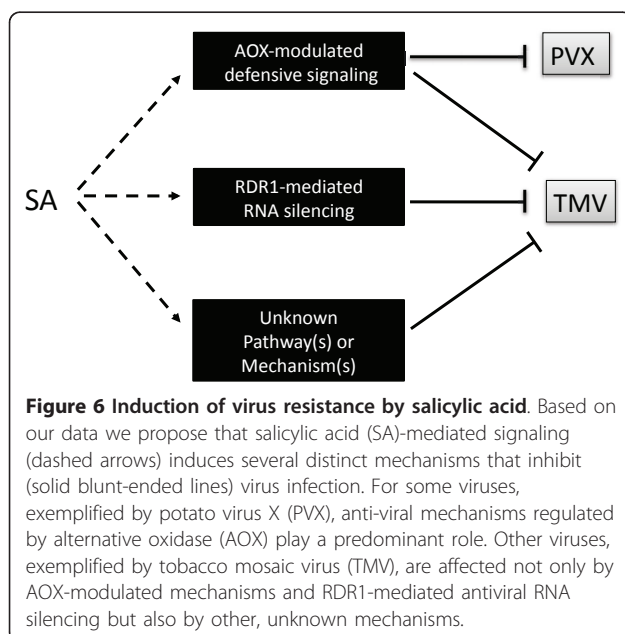 AOX-modulated
defensive signaling
PVX
SA
RDR1-mediated
RNA silencing
TMV
Unknown
Pathway(s) or
Mechanism(s)
Figure 6 Induction of virus resistance by salicylic acid. Based on
our data we propose that salicylic acid (SA)-mediated signaling
(dashed arrows) induces several distinct mechanisms that inhibit
(solid blunt-ended lines) virus infection. For some viruses,
exemplified by potato virus X (PVX), anti-viral mechanisms regulated
by alternative oxidase (AOX) play a predominant role. Other viruses,
exemplified by tobacco mosaic virus (TMV), are affected not only by
AOX-modulated mechanisms and RDR1-mediated antiviral RNA
silencing but also by other, unknown mechanisms.